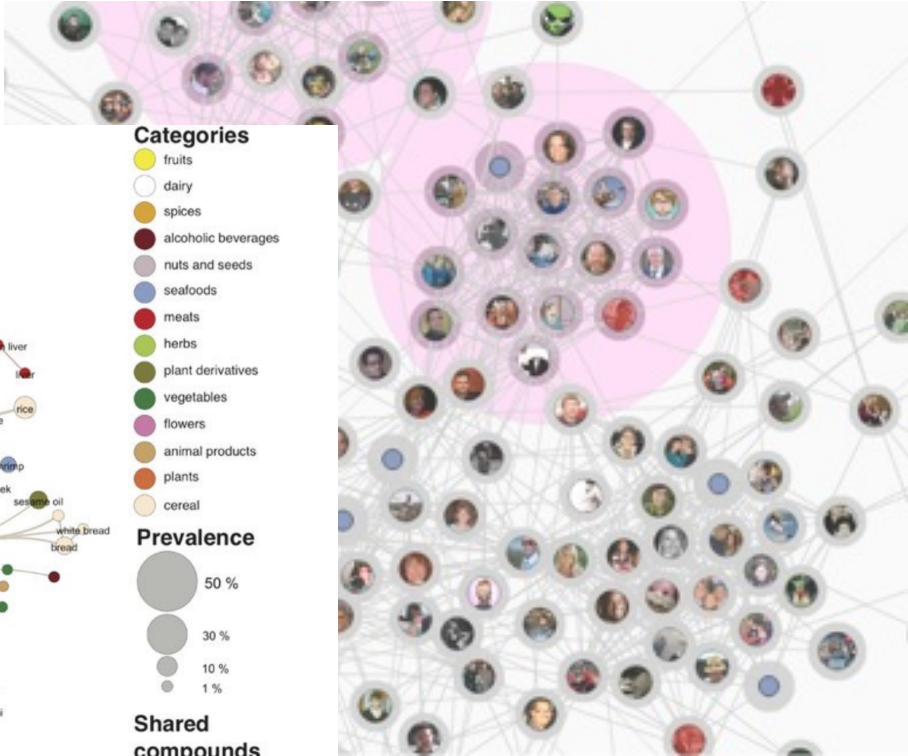 Categories
fruits
dairy
spices
alcoholic beverages
nuts and seeds
seafoods
meats
herbs
plant derivatives
vegetables
flowers
animal products
plants
cereal
Prevalence
50 %
30 %
10 %
1 %
Shared
compounds
liver
rice
sesame oil
white bread
bread